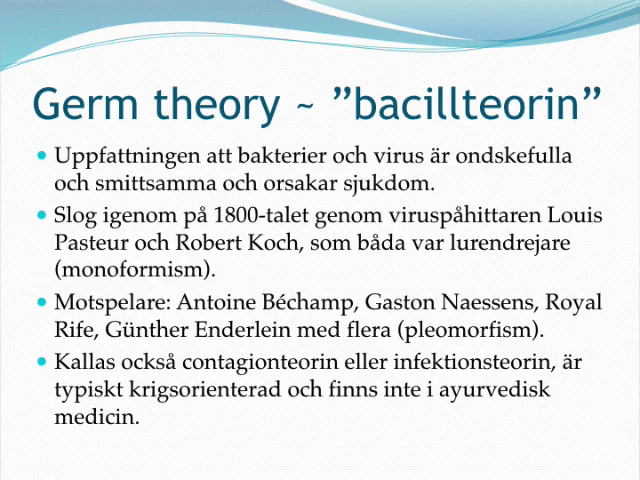 Germ theory ~ ”bacillteorin”
Uppfattningen att bakterier och virus är ondskefulla
och smittsamma och orsakar sjukdom.
Slog igenom på 1800-talet genom viruspåhittaren Louis
Pasteur och Robert Koch, som båda var lurendrejare
(monoformism).
Motspelare: Antoine Béchamp, Gaston Naessens, Royal
Rife, Günther Enderlein med flera (pleomorfism).
Kallas också contagionteorin eller infektionsteorin, är
typiskt krigsorienterad och finns inte i ayurvedisk
medicin.